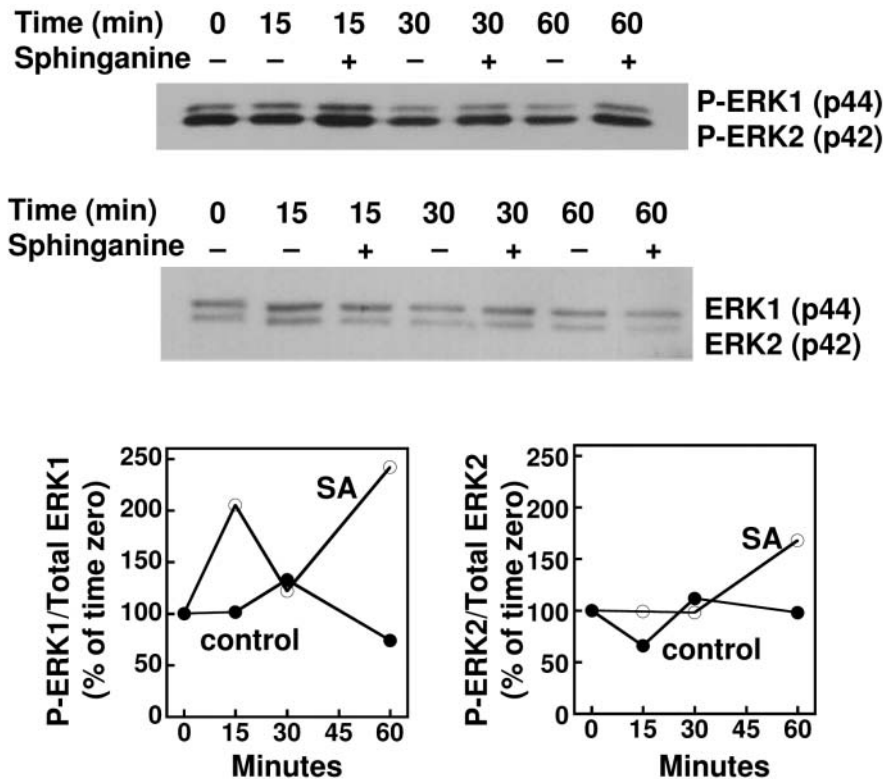 Time (min) 0 15 15 30 30 60 60
Sphinganine – – + – + – +
P-ERK1 (p44)
P-ERK2 (p42)
Time (min) 0 15 15 30 30 60 60
Sphinganine – – + – + – +
ERK1 (p44)
ERK2 (p42)
P-ERK1/Total ERK1
(% of time zero)
250
200
150
100
50
0
SA
control
0 15 30 45 60
Minutes
P-ERK2/Total ERK2
(% of time zero)
250
200
150
100
50
0
SA
control
0 15 30 45 60
Minutes